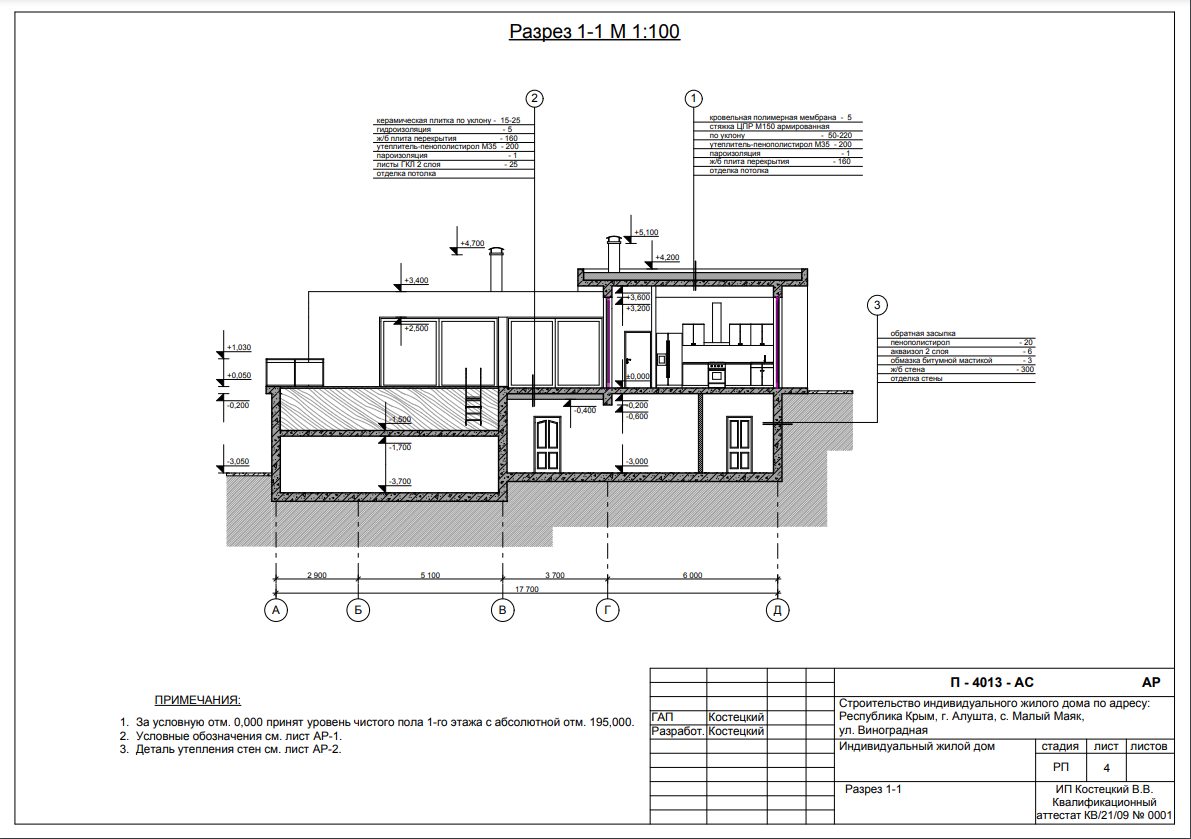 Разрез 1-1 М 1:100
2
керамическая плитка по уклону - 15-25
гидроизоляция - 5
ж/б плита перекрытия - 160
утеплитель-пенополистирол М35 - 200
пароизоляция - 1
листы ГКЛ 2 слоя - 25
отделка потолка
1
кровельная полимерная мембрана - 5
стяжка ЦПР М150 армированная
по уклону - 50-220
утеплитель-пенополистирол М35 - 200
пароизоляция - 1
ж/б плита перекрытия - 160
отделка потолка
3
обратная засыпка
пенополистирол - 20
аквaизол 2 слоя - 6
обмазка битумной мастикой - 3
ж/б стена - 300
отделка стены
+5,100
+4,700
+4,200
+3,400
+3,600
+3,200
+2,500
+1,030
+0,050
±0,000
-0,200
-0,400
-0,200
-0,600
-1,500
-1,700
-3,050
-3,000
-3,700
2 900
5 100
3 700
6 000
17 700
А
Б
В
Г
Д
ПРИМЕЧАНИЯ:
1. За условную отм. 0,000 принят уровень чистого пола 1-го этажа с абсолютной отм. 195,000.
2. Условные обозначения см. лист АР-1.
3. Деталь утепления стен см. лист АР-2.
П - 4013 - АС АР
ГАП Костецкий
Разработ. Костецкий
Строительство индивидуального жилого дома по адресу:
Республика Крым, г. Алушта, с. Малый Маяк,
ул. Виноградная
Индивидуальный жилой дом
стадия лист листов
РП 4
Разрез 1-1
ИП Костецкий В.В.
Квалификационный
аттестат КВ/21/09 № 0001